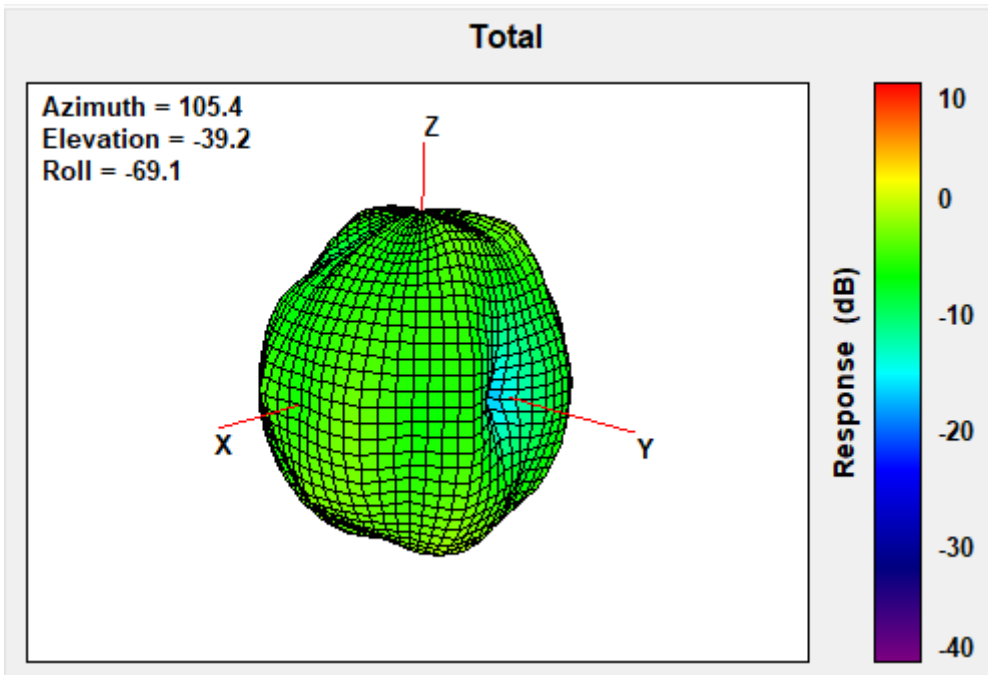 Total
Azimuth = 105.4
Elevation = -39.2
Roll = -69.1
Z
X
Y
10
0
-10
-20
-30
-40
Response (dB)